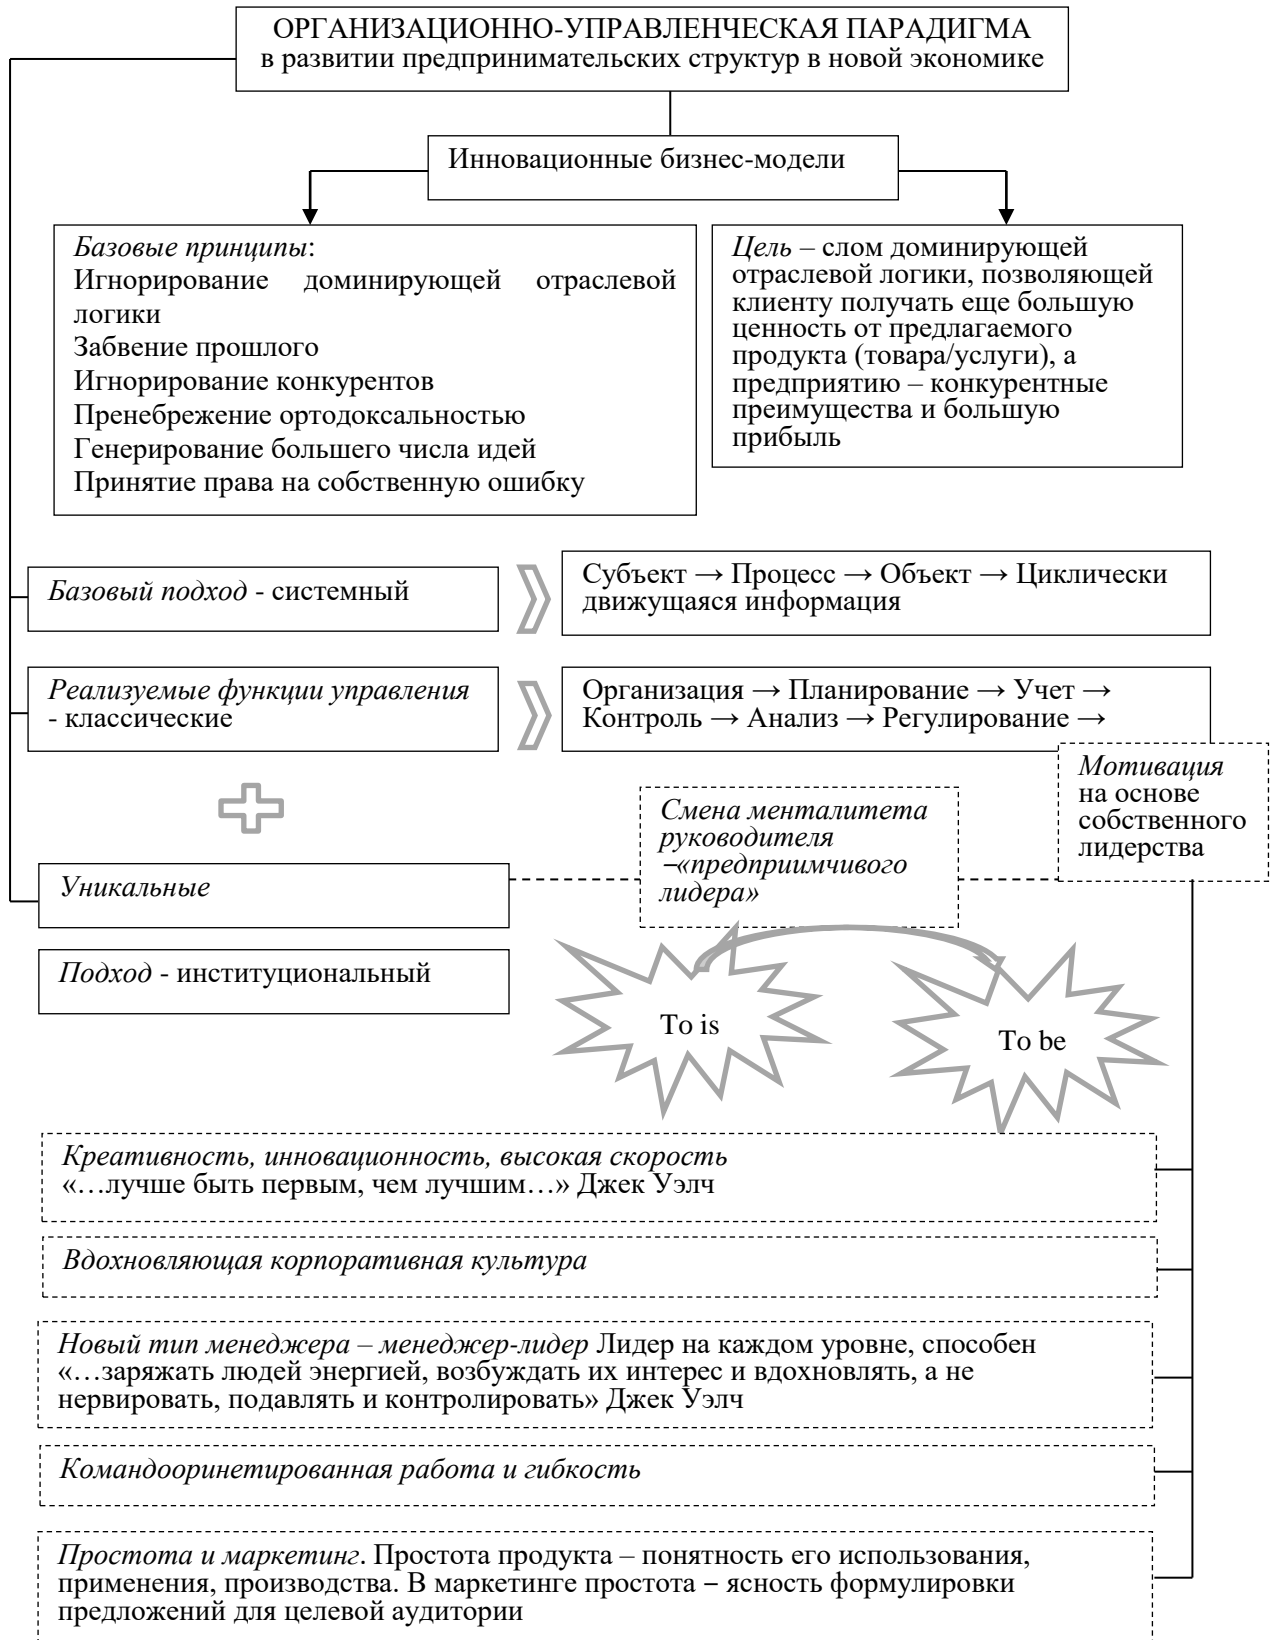 ОРГАНИЗАЦИОННО-УПРАВЛЕНЧЕСКАЯ ПАРАДИГМА
в развитии предпринимательских структур в новой экономике
Инновационные бизнес-модели
Базовые принципы:
Игнорирование доминирующей отраслевой
логики
Забвение прошлого
Игнорирование конкурентов
Пренебрежение ортодоксальностью
Генерирование большего числа идей
Принятие права на собственную ошибку
Цель – слом доминирующей
отраслевой логики, позволяющей
клиенту получать еще большую
ценность от предлагаемого
продукта (товара/услуги), а
предприятию – конкурентные
преимущества и большую
прибыль
Базовый подход - системный
Субъект → Процесс → Объект → Циклически
движущаяся информация
Реализуемые функции управления
- классические
Организация → Планирование → Учет →
Контроль → Анализ → Регулирование →
Мотивация
на основе
собственного
лидерства
Смена менталитета
руководителя
–«предприимчивого
лидера»
Уникальные
Подход - институциональный
To is
To be
Креативность, инновационность, высокая скорость
«…лучше быть первым, чем лучшим…» Джек Уэлч
Вдохновляющая корпоративная культура
Новый тип менеджера – менеджер-лидер Лидер на каждом уровне, способен
«…заряжать людей энергией, возбуждать их интерес и вдохновлять, а не
нервировать, подавлять и контролировать» Джек Уэлч
Командооринетированная работа и гибкость
Простота и маркетинг. Простота продукта – понятность его использования,
применения, производства. В маркетинге простота – ясность формулировки
предложений для целевой аудитории